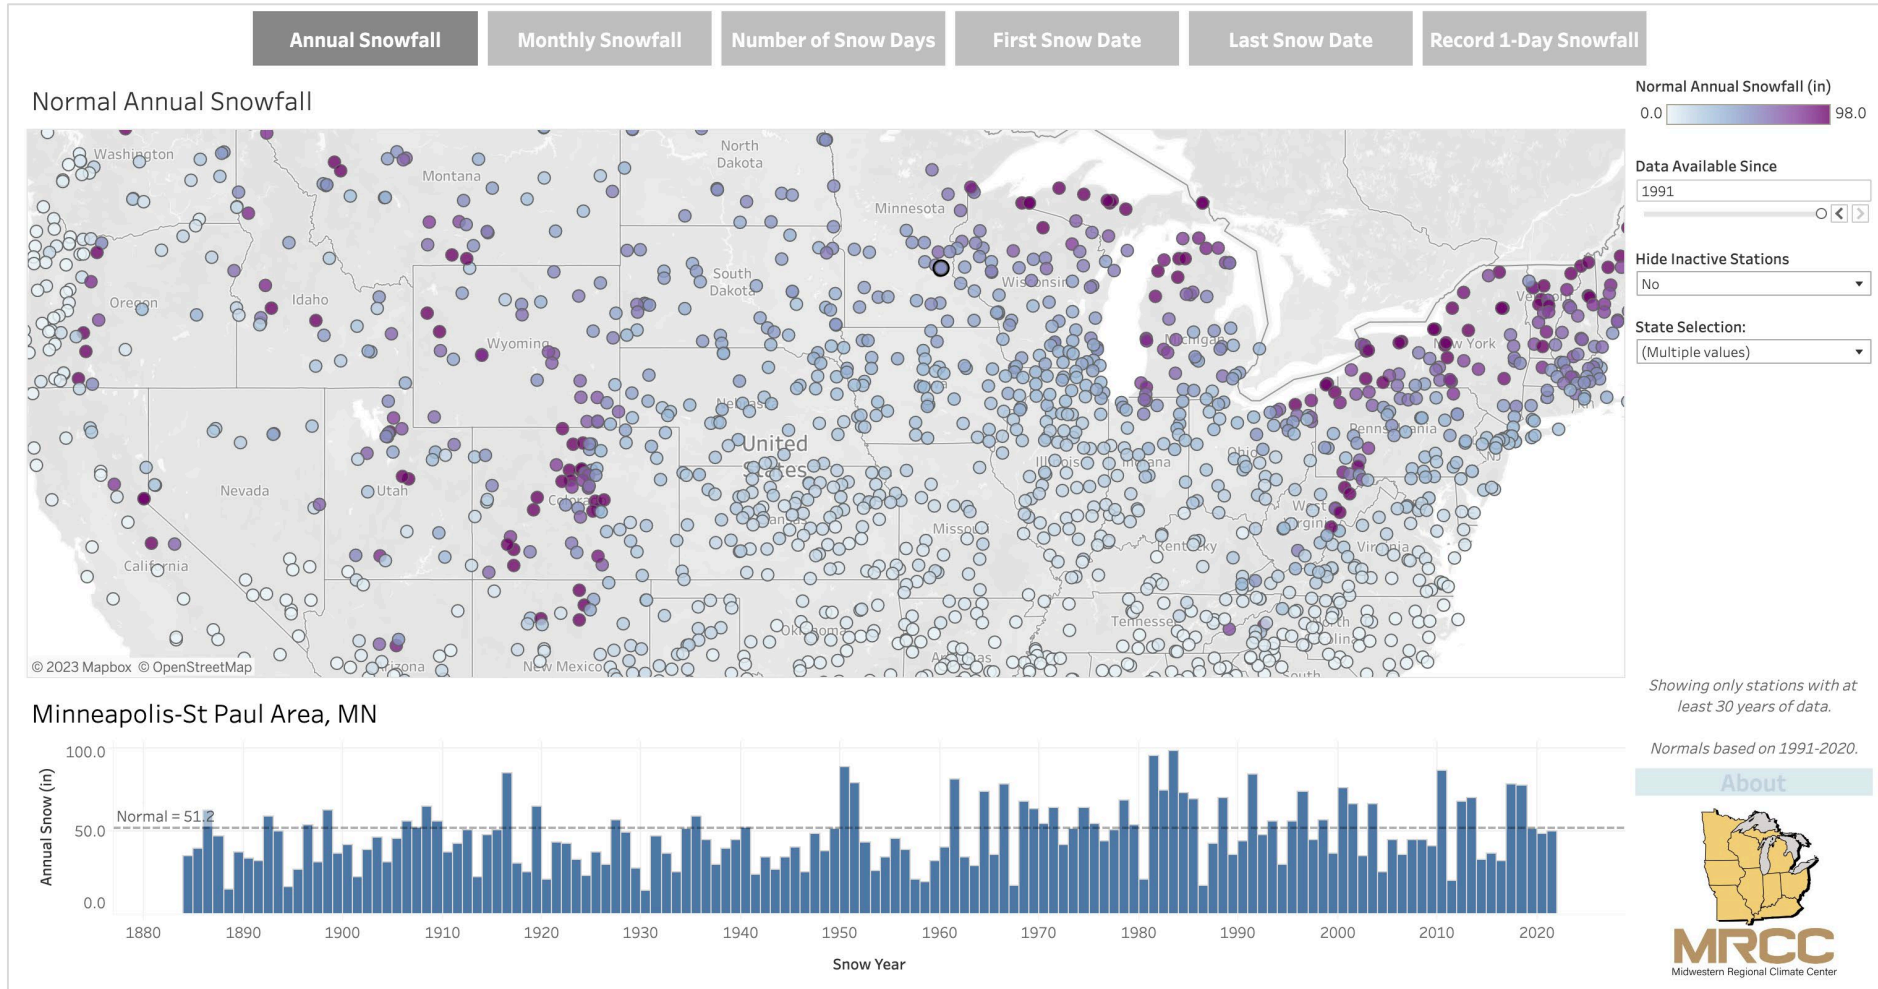 Annual Snowfall
Monthly Snowfall
Number of Snow Days
First Snow Date
Last Snow Date
Record 1-Day Snowfall
Normal Annual Snowfall
Normal Annual Snowfall (in)
0.0
98.0
Data Available Since
1991
Hide Inactive Stations
No
State Selection:
(Multiple values)
Washington
Montana
North
Dakota
Minnesota
Oregon
Idaho
South
Dakota
Wisconsin
Wyoming
Michigan
New York
United
Nevada
Utah
Illinois
Ohio
Pennsylvania
NJ
West
California
Kentucky
Virginia
Tennessee
Oklahoma
New Mexico
© 2023 Mapbox © OpenStreetMap
Showing only stations with at
least 30 years of data.
Normals based on 1991-2020.
About
Minneapolis-St Paul Area, MN
Annual Snow (in)
100.0
50.0
0.0
Normal = 51.2
1880
1890
1900
1910
1920
1930
1940
1950
1960
1970
1980
1990
2000
2010
2020
Snow Year
MRCC
Midwestern Regional Climate Center